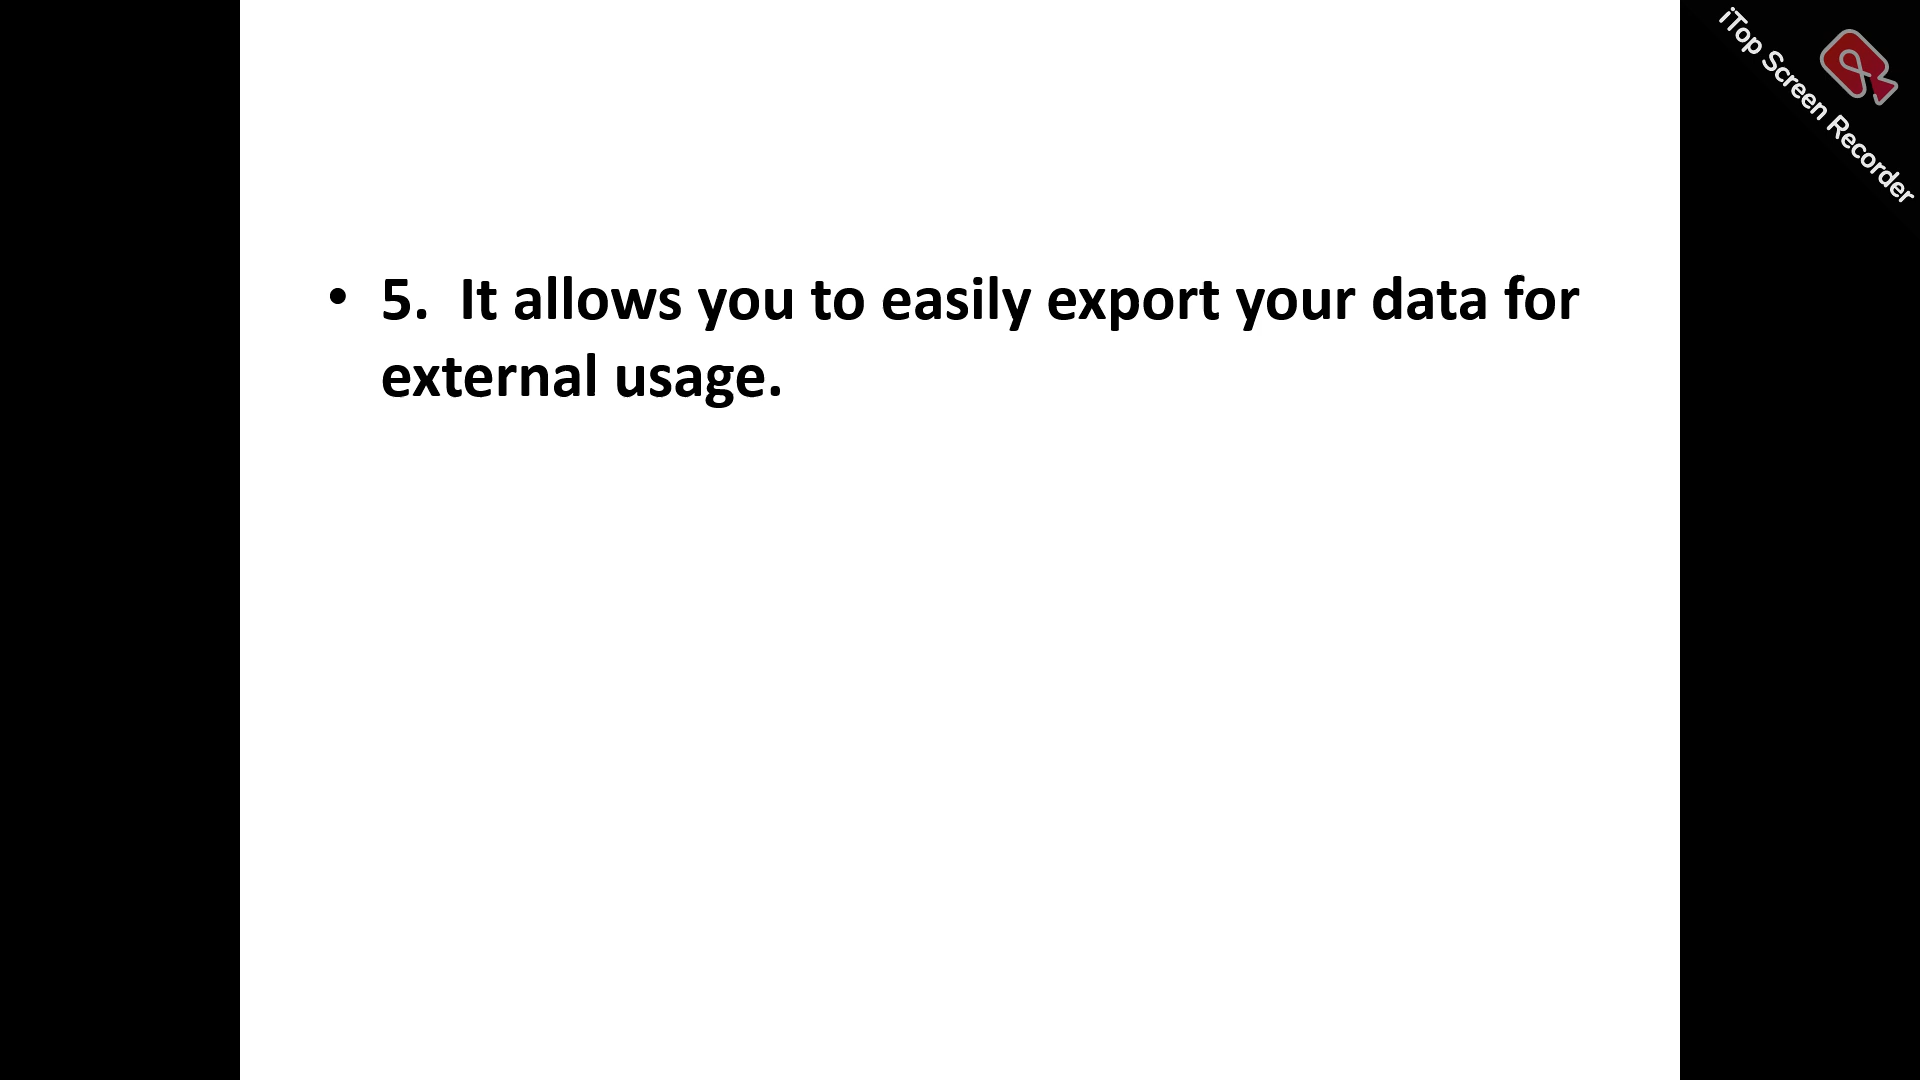 • 5.  It allows you to easily export your data for
external usage.
iTop Screen Recorder